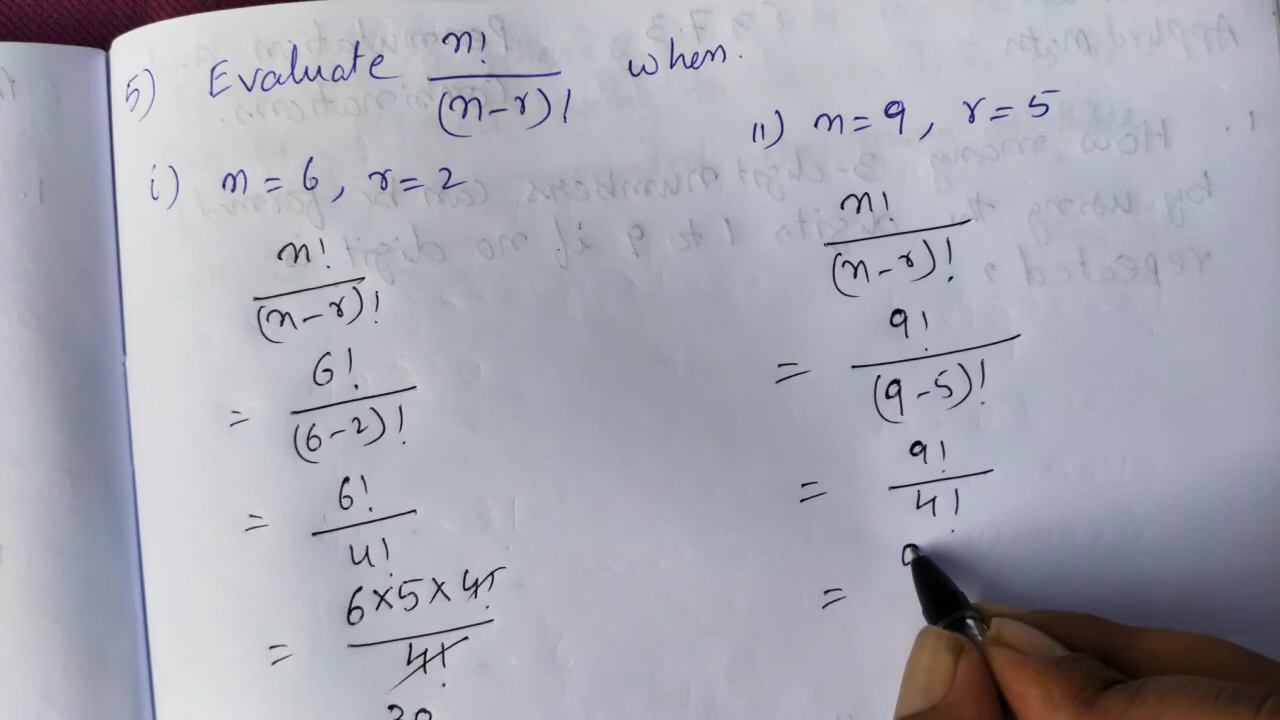 5) Evaluate n!/(n-r)! when.
i) n = 6, r = 2
n!
(n-r)!
= 6!
(6-2)!
= 6!
4!
= 6×5×4!
4!
30
ii) n = 9, r = 5
n!
(n-r)!
= 9!
(9-5)!
= 9!
4!
=